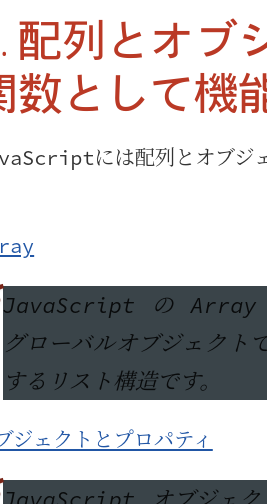 . 配列とオブジ
関数として機能
vaScriptには配列とオブジェ
ray
JavaScript の Array
グローバルオブジェクトで
するリスト構造です。
ブジェクトとプロパティ
JavaScript オブジェク